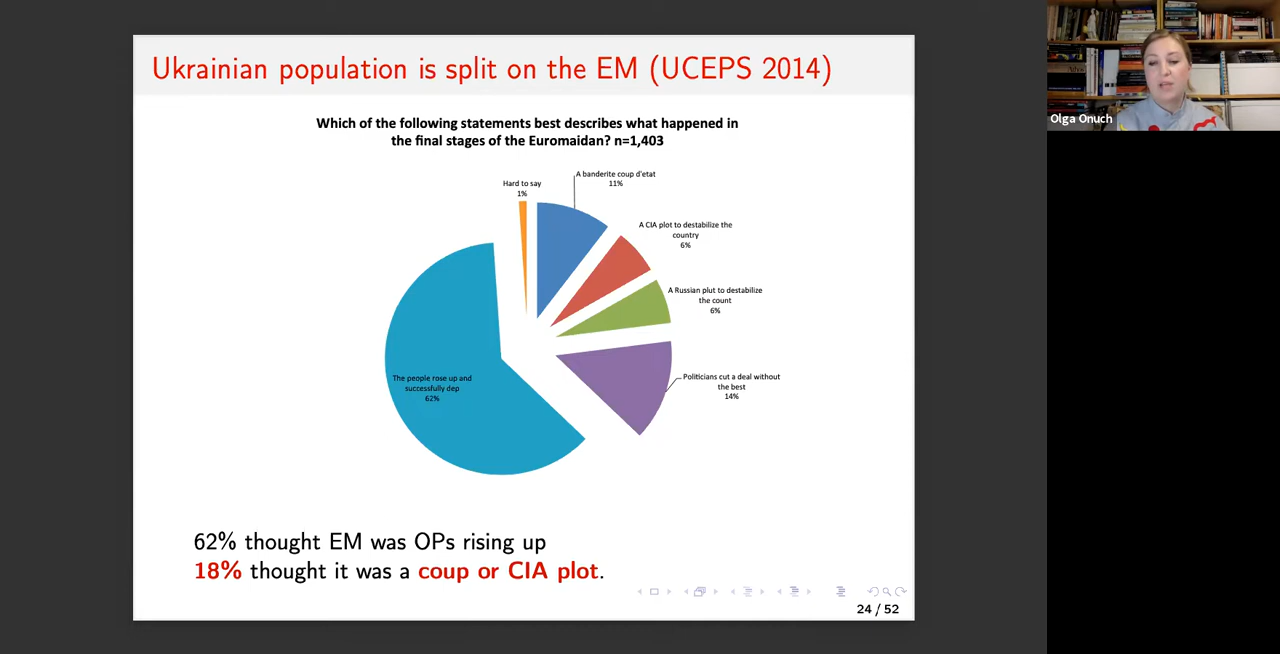 Ukrainian population is split on the EM (UCEPS 2014)
Olga Onuch
Which of the following statements best describes what happened in
the final stages of the Euromaidan? n=1,403
Hard to say
1%
A banderite coup d'etat
11%
A CIA plot to destabilize the
country
6%
A Russian plut to destabilize
the count
6%
Politicians cut a deal without
the best
14%
The people rose up and
successfully dep
62%
62% thought EM was OPs rising up
18% thought it was a coup or CIA plot.
24 / 52